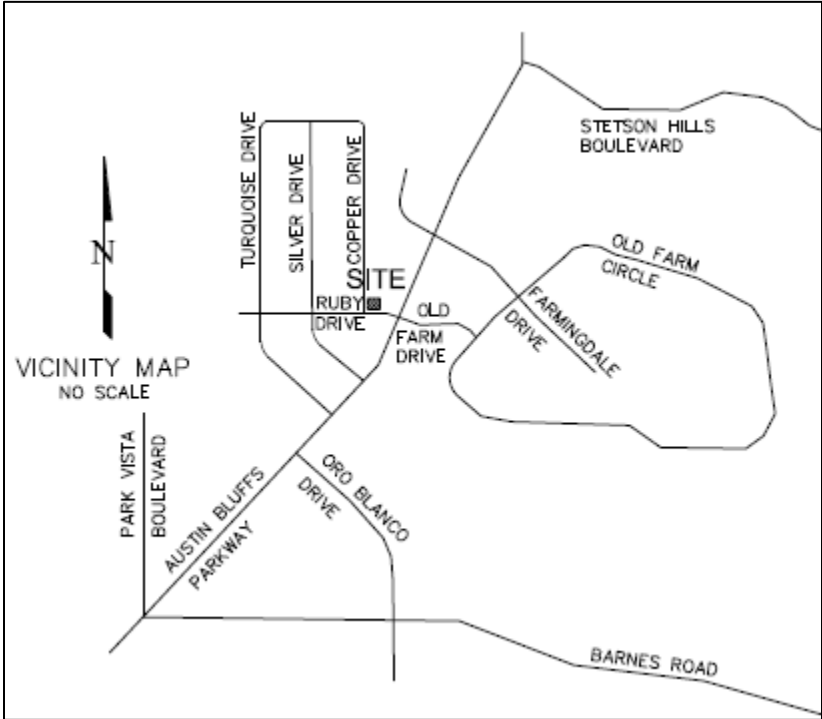 STETSON HILLS
BOULEVARD
TURQUOISE DRIVE
SILVER DRIVE
COPPER DRIVE
N
SITE
RUBY
DRIVE
OLD
FARM
DRIVE
OLD FARM
CIRCLE
FARMINGDALE
DRIVE
VICINITY MAP
NO SCALE
PARK VISTA
BOULEVARD
AUSTIN BLUFFS
PARKWAY
ORO BLANCO
DRIVE
BARNES ROAD